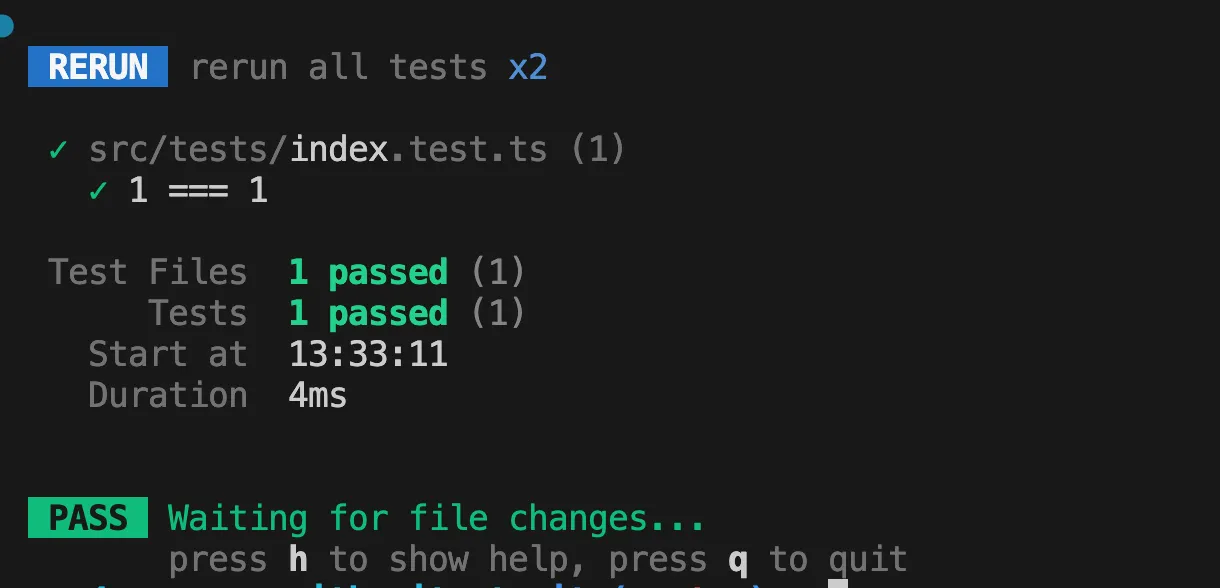 RERUN rerun all tests x2
✓ src/tests/index.test.ts (1)
✓ 1 === 1
Test Files 1 passed (1)
Tests 1 passed (1)
Start at 13:33:11
Duration 4ms
PASS Waiting for file changes...
press h to show help, press q to quit